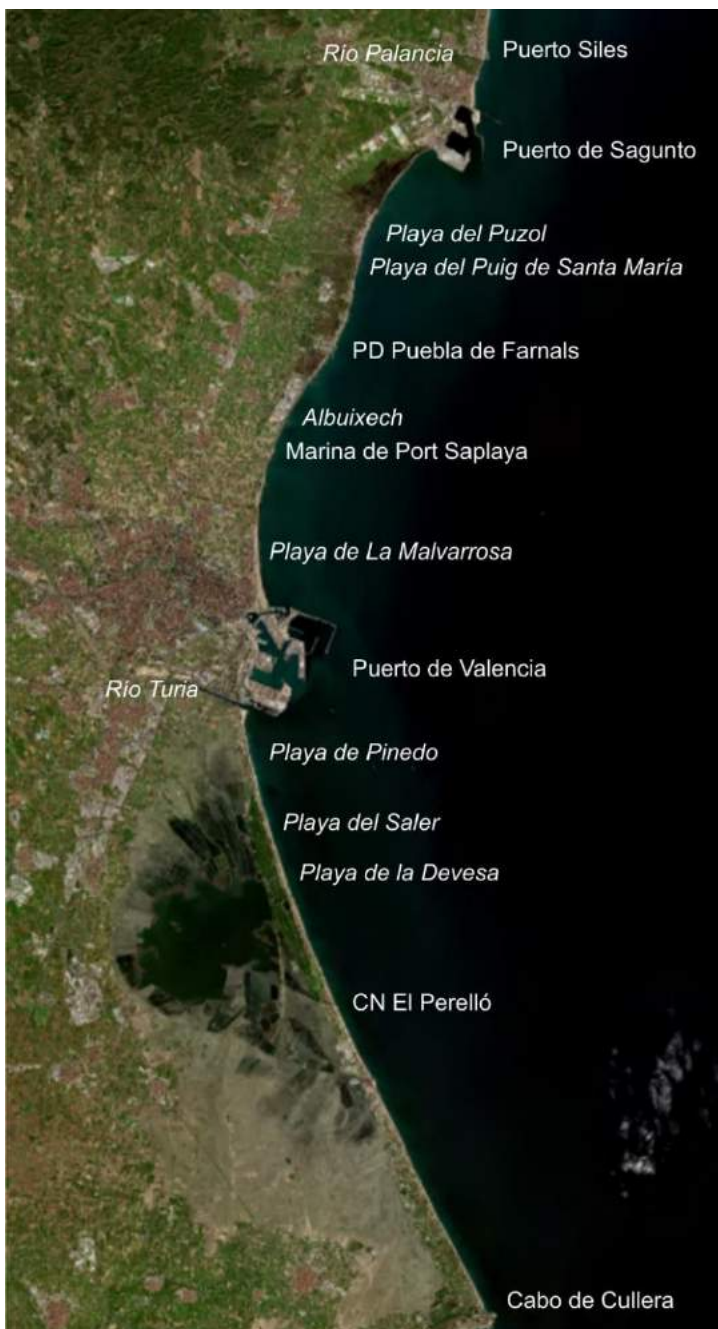 Río Palancia
Puerto Siles
Puerto de Sagunto
Playa del Puzol
Playa del Puig de Santa María
PD Puebla de Farnals
Albuixech
Marina de Port Saplaya
Playa de La Malvarrosa
Puerto de Valencia
Río Turia
Playa de Pinedo
Playa del Saler
Playa de la Devesa
CN El Perelló
Cabo de Cullera